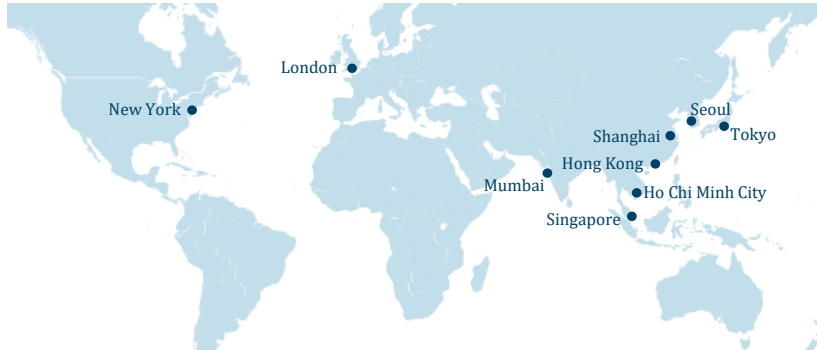 London
New York
Seoul
Tokyo
Shanghai
Hong Kong
Mumbai
Ho Chi Minh City
Singapore